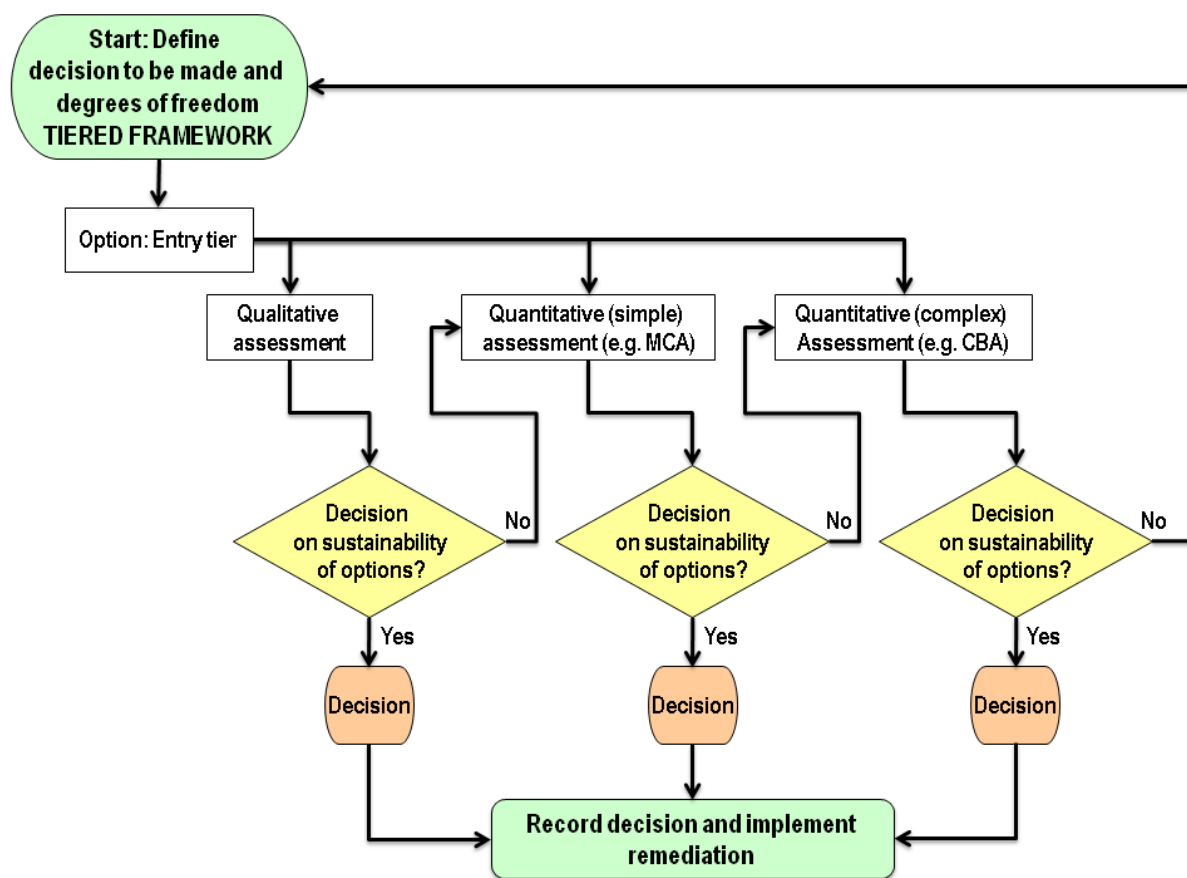 Start: Define
decision to be made and
degrees of freedom
TIERED FRAMEWORK
Option: Entry tier
Qualitative
assessment
Quantitative (simple)
assessment (e.g. MCA)
Quantitative (complex)
Assessment (e.g. CBA)
Decision
on sustainability
of options?
No
Decision
on sustainability
of options?
No
Decision
on sustainability
of options?
No
Yes
Yes
Yes
Decision
Decision
Decision
Record decision and implement
remediation